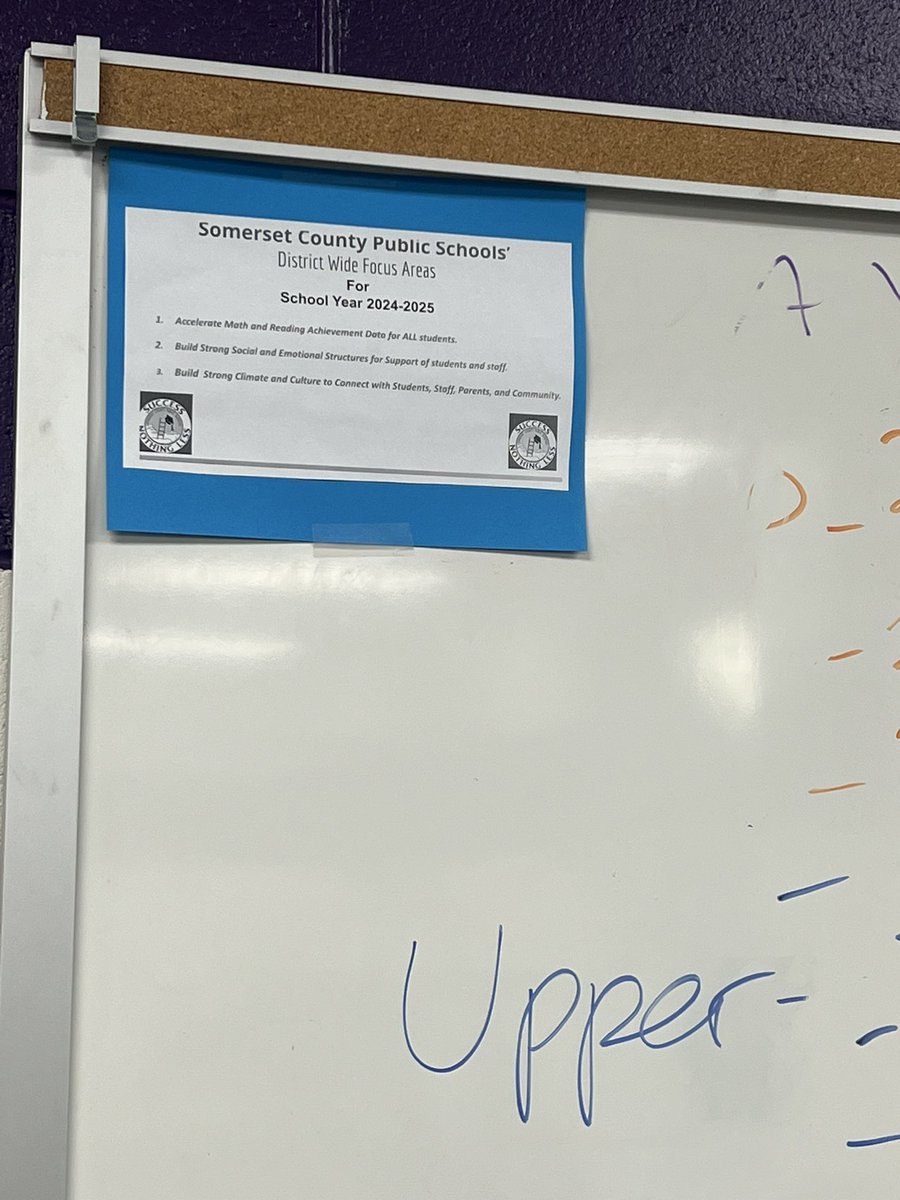 Somerset County Public Schools'
District Wide Focus Areas
For
School Year 2024-2025
1. Accelerate Math and Reading Achievement Data for ALL students.
2. Build Strong Social and Emotional Structures for Support of students and staff.
3. Build Strong Climate and Culture to Connect with Students, Staff, Parents, and Community.
SUCCESS
NOTHING LESS
SUCCESS
NOTHING LESS
Upper-